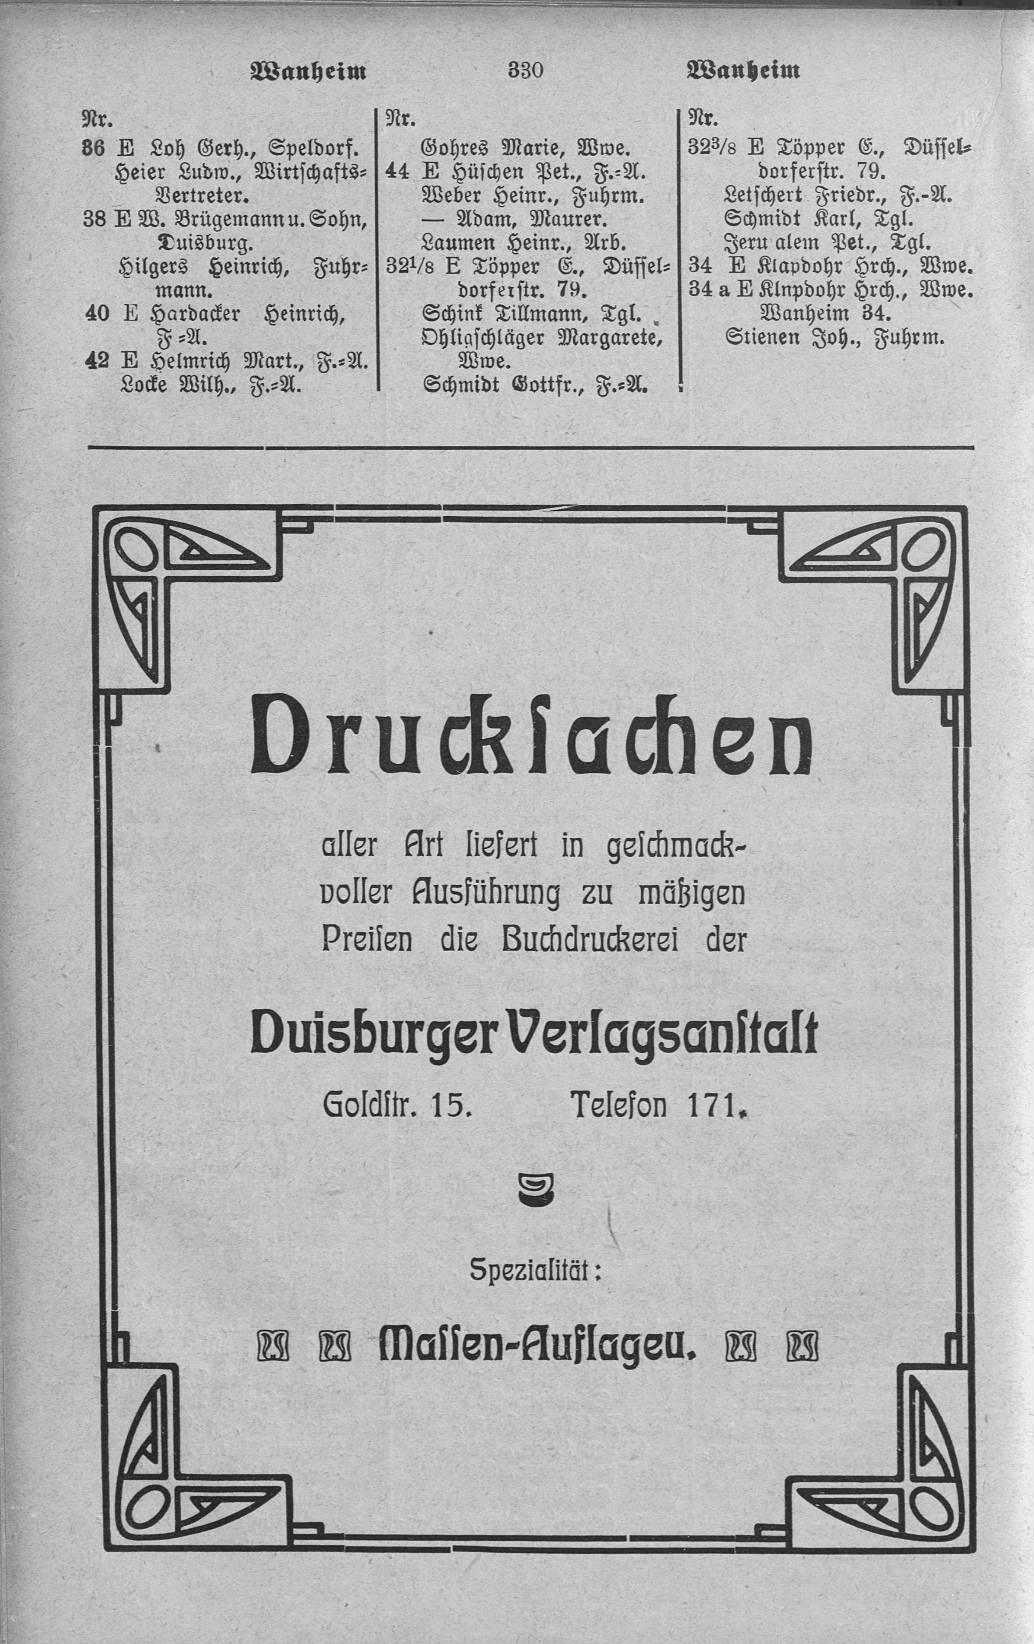 Wanheim 330 Wanheim
Nr.
36 E Loh Gerh., Speldorf.
Heier Ludw., Wirtschafts-
Vertreter.
38 E W. Brügemann u. Sohn,
Duisburg.
Hilgers Heinrich, Fuhr-
mann.
40 E Hardacker Heinrich,
F.-A.
42 E Helmrich Mart., F.-A.
Locke Wilh., F.-A.
Nr.
Gohres Marie, Wwe.
44 E Hüschen Pet., F.-A.
Weber Heinr., Fuhrm.
— Adam, Maurer.
Laumen Heinr., Arb.
32¹/8 E Töpper E., Düssel-
dorferstr. 79.
Schink Tillmann, Tgl.
Ohligschläger Margarete,
Wwe.
Schmidt Gottfr., F.-A.
Nr.
32³/8 E Töpper E., Düssel-
dorferstr. 79.
Letschert Friedr., F.-A.
Schmidt Karl, Tgl.
Jerusalem Pet., Tgl.
34 E Klapdohr Hrch., Wwe.
34 a E Klnpdohr Hrch., Wwe.
Wanheim 34.
Stienen Joh., Fuhrm.
Drucksachen
aller Art liefert in geschmack-
voller Ausführung zu mäßigen
Preisen die Buchdruckerei der
Duisburger Verlagsanstalt
Goldstr. 15. Telefon 171.
Spezialität:
Massen-Auflageu.